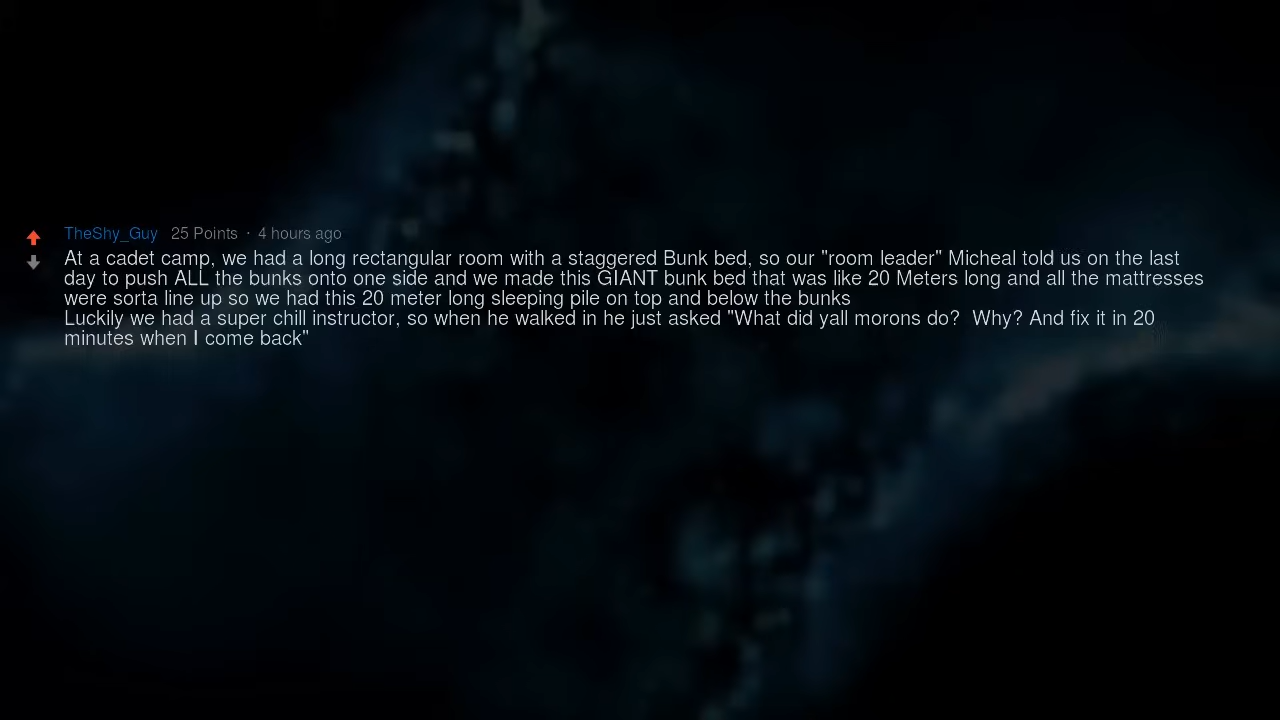 TheShy_Guy 25 Points · 4 hours ago
At a cadet camp, we had a long rectangular room with a staggered Bunk bed, so our "room leader" Micheal told us on the last
day to push ALL the bunks onto one side and we made this GIANT bunk bed that was like 20 Meters long and all the mattresses
were sorta line up so we had this 20 meter long sleeping pile on top and below the bunks
Luckily we had a super chill instructor, so when he walked in he just asked "What did yall morons do?  Why? And fix it in 20
minutes when I come back"